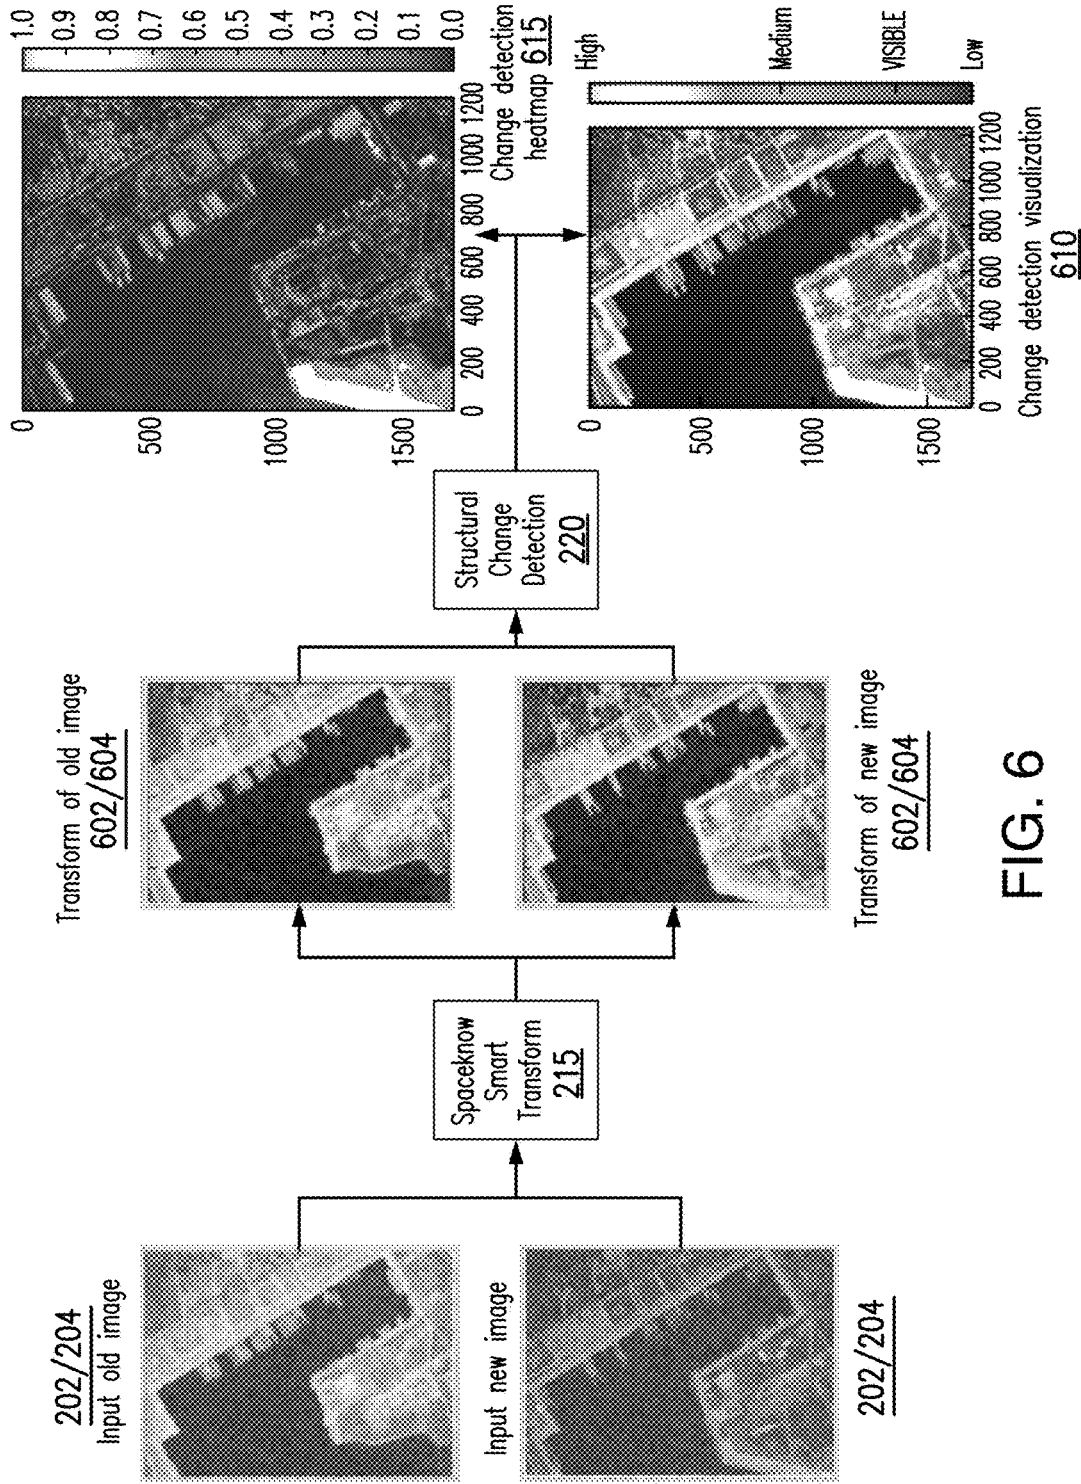 202/204
Input old image
Input new image
202/204
Spaceknow
Smart
Transform
215
Transform of old image
602/604
Transform of new image
602/604
Structural
Change
Detection
220
0
500
1000
1500
0 200 400 600 800 1000 1200
1.0
0.9
0.8
0.7
0.6
0.5
0.4
0.3
0.2
0.1
0.0
Change detection
heatmap 615
0
500
1000
1500
0 200 400 600 800 1000 1200
High
Medium
VISIBLE
Low
Change detection visualization
610
FIG. 6